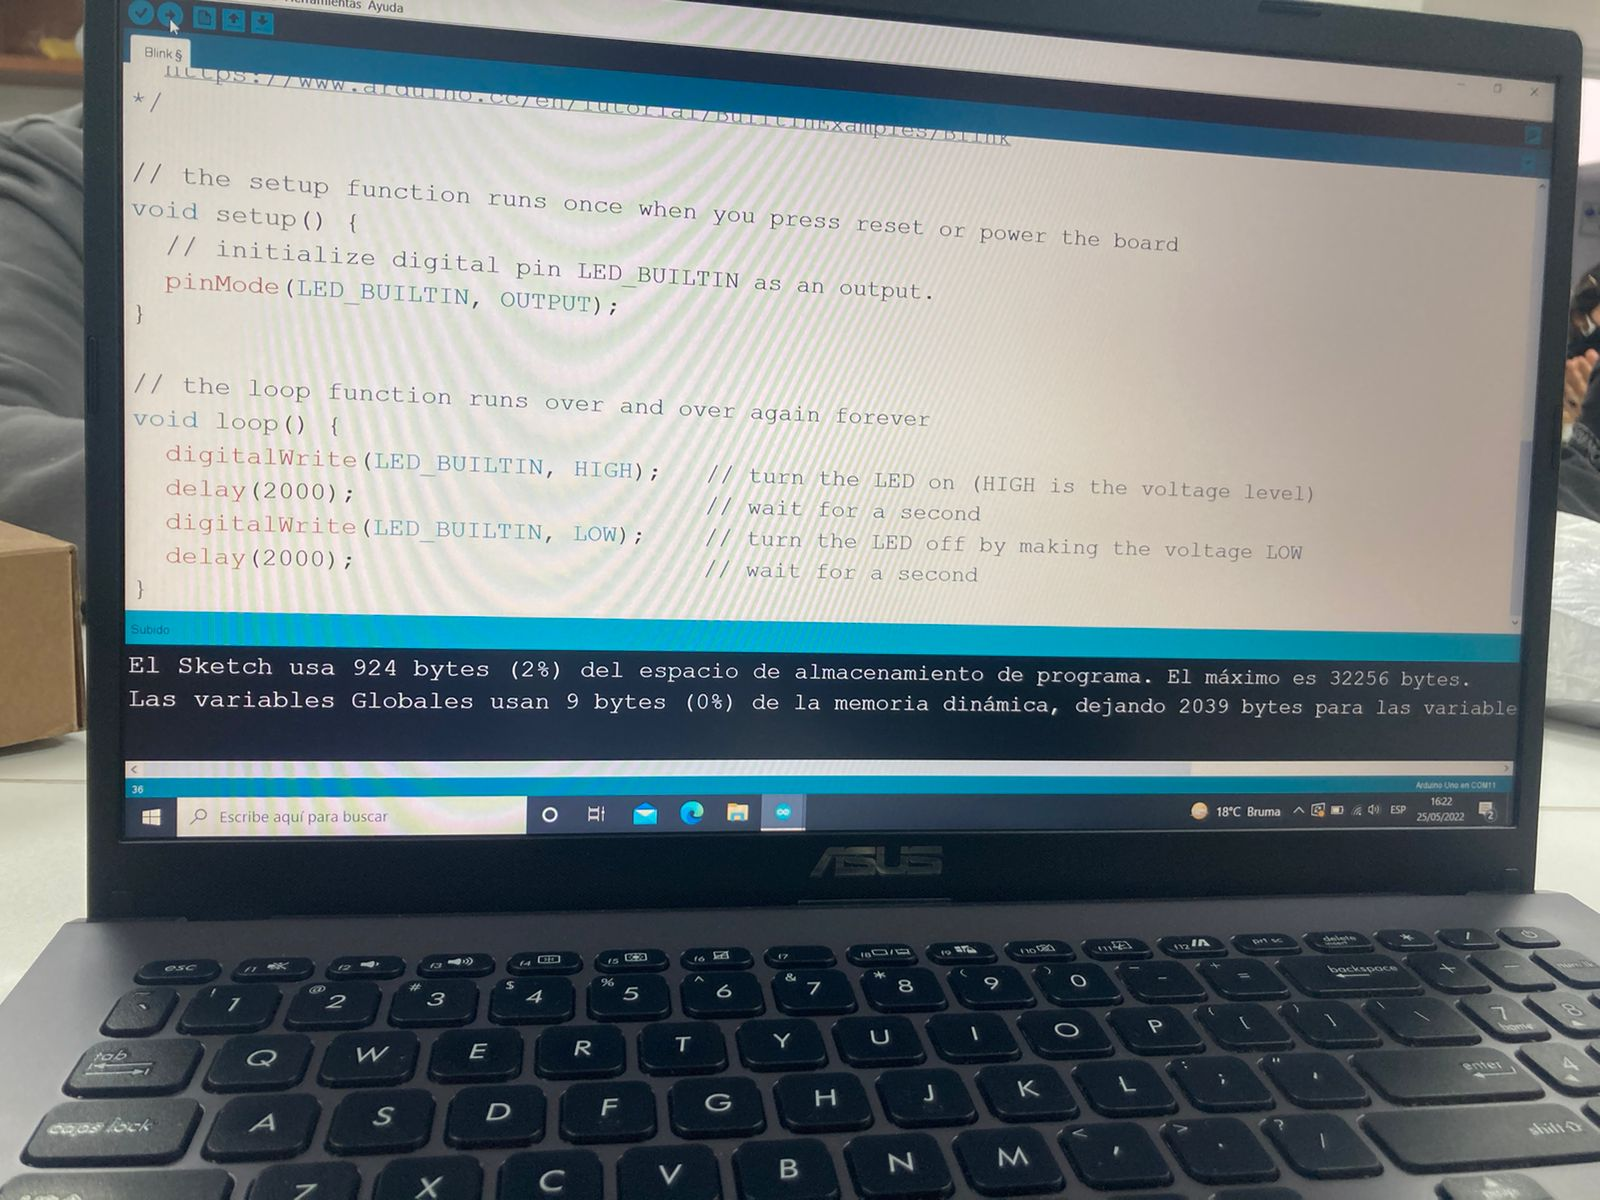 Herramientas Ayuda
Blink §
https://www.arduino.cc/en/Tutorial/BuiltInExamples/Blink
*/
// the setup function runs once when you press reset or power the board
void setup() {
// initialize digital pin LED_BUILTIN as an output.
pinMode(LED_BUILTIN, OUTPUT);
}
// the loop function runs over and over again forever
void loop() {
digitalWrite(LED_BUILTIN, HIGH); // turn the LED on (HIGH is the voltage level)
delay(2000); // wait for a second
digitalWrite(LED_BUILTIN, LOW); // turn the LED off by making the voltage LOW
delay(2000); // wait for a second
}
Subido
El Sketch usa 924 bytes (2%) del espacio de almacenamiento de programa. El máximo es 32256 bytes.
Las variables Globales usan 9 bytes (0%) de la memoria dinámica, dejando 2039 bytes para las variable
36 Arduino Uno en COM11
Escribe aquí para buscar 18°C Bruma ESP 16:22
25/05/2022 2
ASUS
esc f1 f2 f3 f4 f5 f6 f7 f8 f9 f10 f11 f12 prt sc delete insert * / 
! 1 @ 2 # 3 $ 4 % 5 ^ 6 & 7 * 8 ( 9 ) 0 - + = backspace + -
tab Q W E R T Y U I O P [ ] \ 7 home 8
caps lock A S D F G H J K L : ; " ' enter 4
Z X C V B N M < , > . ? / shift